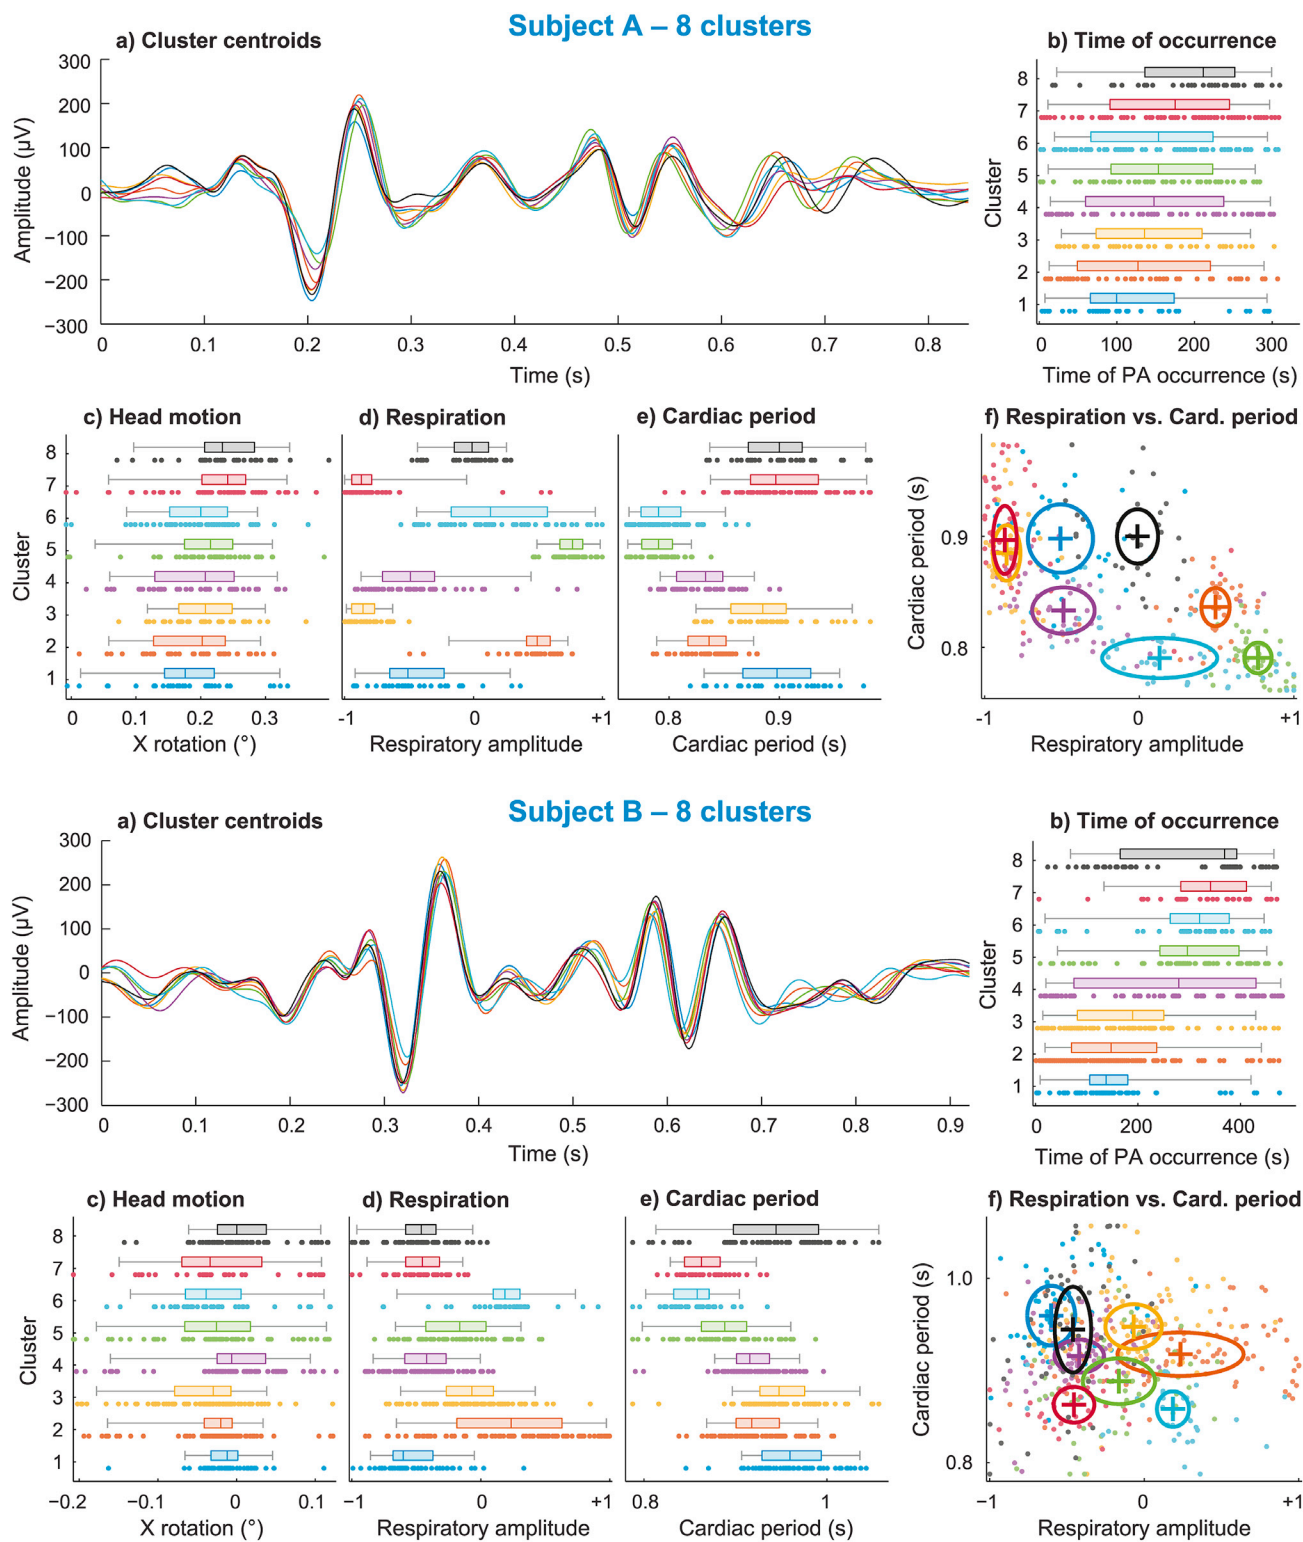 Subject A – 8 clusters
a) Cluster centroids
300
200
100
0
−100
−200
−300
Amplitude (µV)
0 0.1 0.2 0.3 0.4 0.5 0.6 0.7 0.8
Time (s)
b) Time of occurrence
8
7
6
5
4
3
2
1
Cluster
0 100 200 300
Time of PA occurrence (s)
c) Head motion
8
7
6
5
4
3
2
1
Cluster
0 0.1 0.2 0.3
X rotation (°)
d) Respiration
-1 0 +1
Respiratory amplitude
e) Cardiac period
0.8 0.9
Cardiac period (s)
f) Respiration vs. Card. period
0.9
0.8
Cardiac period (s)
-1 0 +1
Respiratory amplitude
Subject B – 8 clusters
a) Cluster centroids
300
200
100
0
−100
−200
−300
Amplitude (µV)
0 0.1 0.2 0.3 0.4 0.5 0.6 0.7 0.8 0.9
Time (s)
b) Time of occurrence
8
7
6
5
4
3
2
1
Cluster
0 200 400
Time of PA occurrence (s)
c) Head motion
8
7
6
5
4
3
2
1
Cluster
−0.2 −0.1 0 0.1
X rotation (°)
d) Respiration
−1 0 +1
Respiratory amplitude
e) Cardiac period
0.8 1
Cardiac period (s)
f) Respiration vs. Card. period
1.0
0.8
Cardiac period (s)
−1 0 +1
Respiratory amplitude